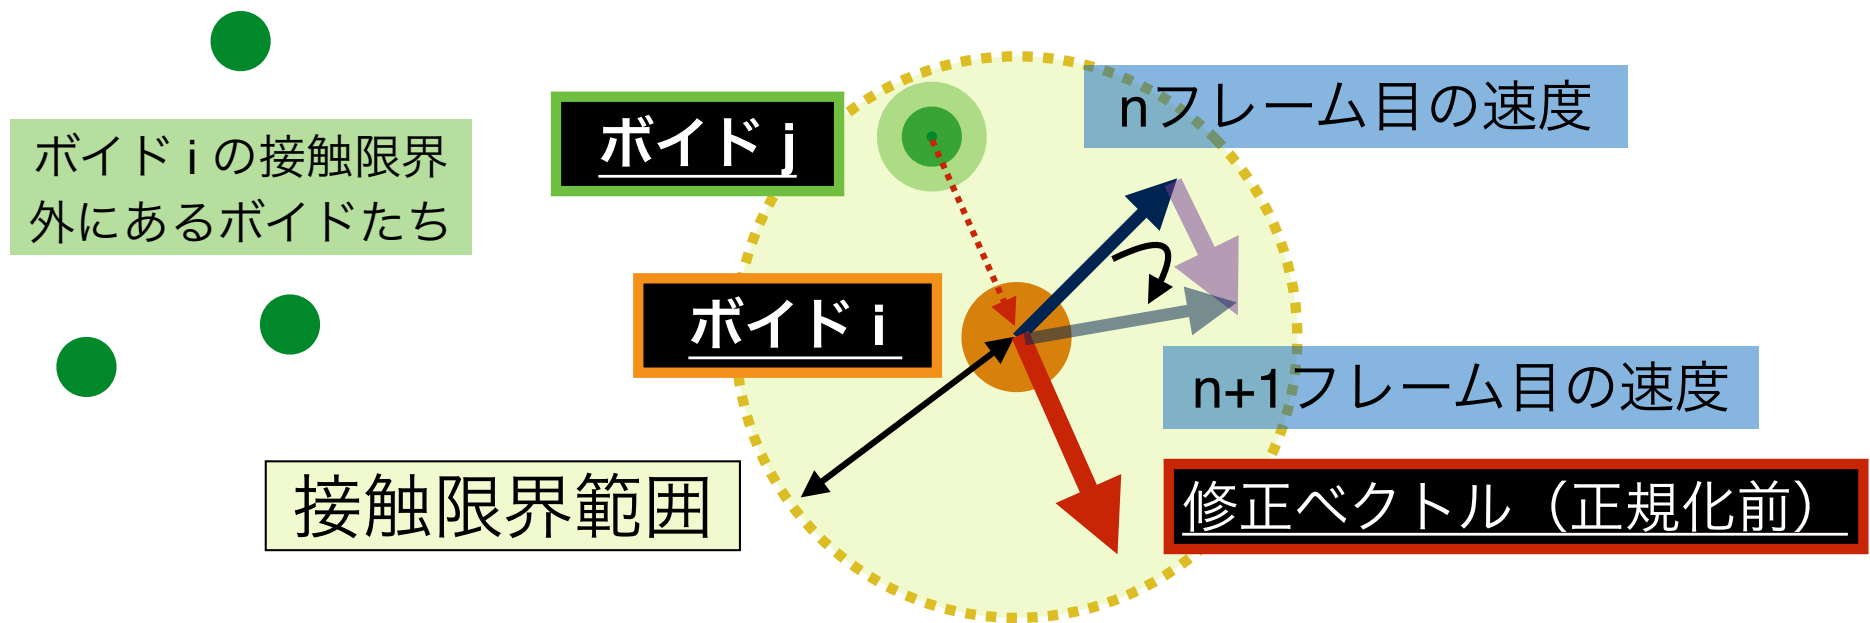 ボイド i の接触限界
外にあるボイドたち
ボイド j
nフレーム目の速度
ボイド i
n+1フレーム目の速度
接触限界範囲
修正ベクトル（正規化前）